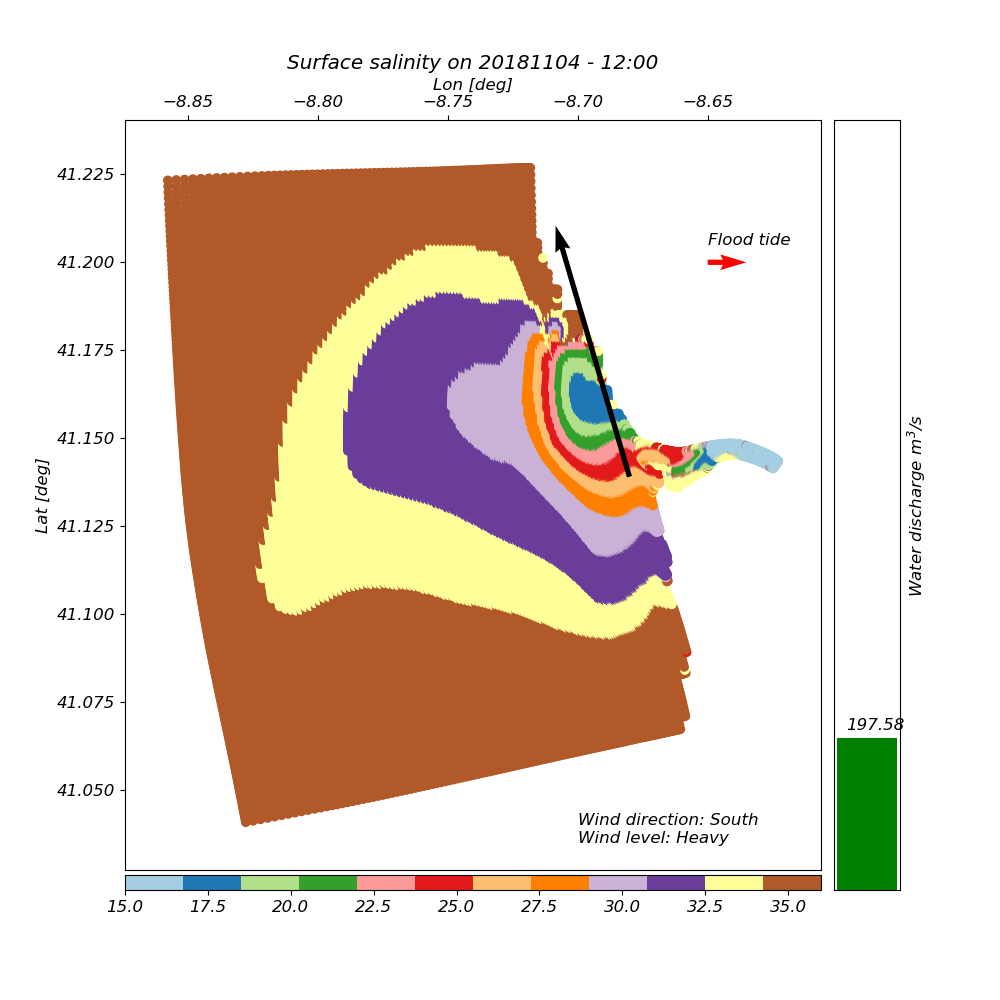 Surface salinity on 20181104 - 12:00
Lon [deg]
−8.85 −8.80 −8.75 −8.70 −8.65
41.225
41.200
41.175
41.150
41.125
41.100
41.075
41.050
Lat [deg]
Flood tide
Wind direction: South
Wind level: Heavy
197.58
Water discharge m³/s
15.0 17.5 20.0 22.5 25.0 27.5 30.0 32.5 35.0